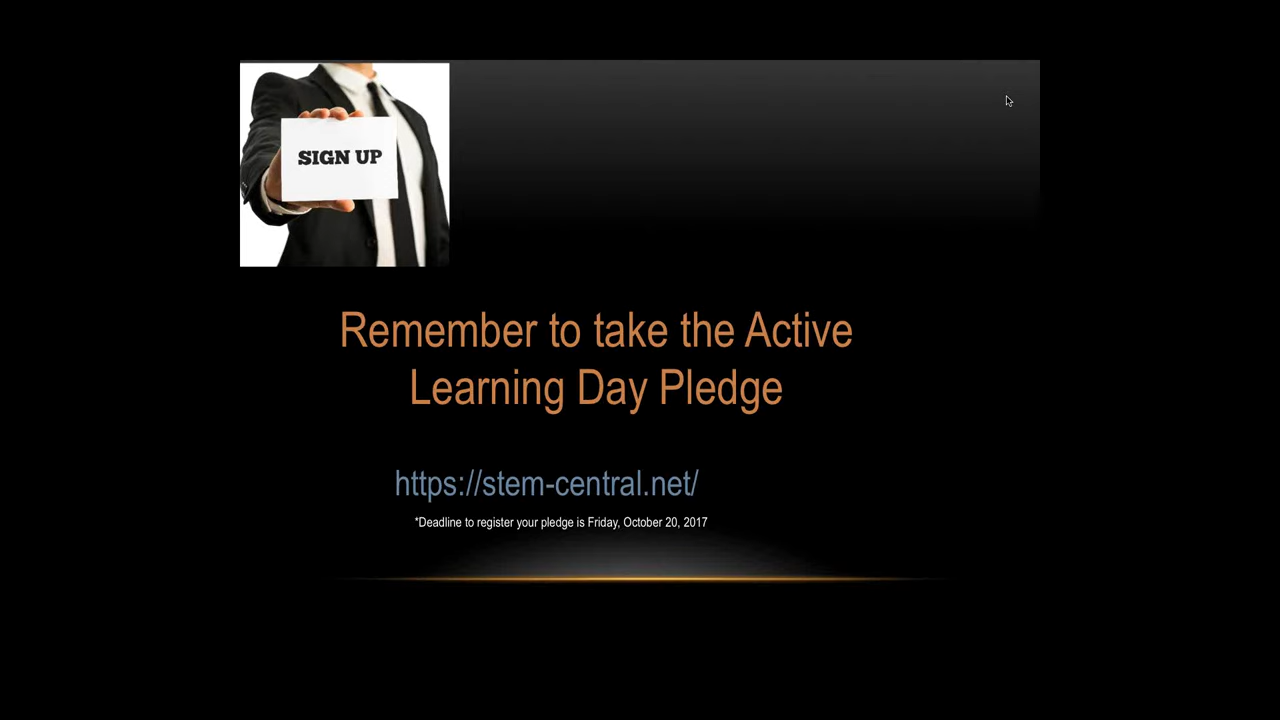 SIGN UP
Remember to take the Active
Learning Day Pledge
https://stem-central.net/
*Deadline to register your pledge is Friday, October 20, 2017